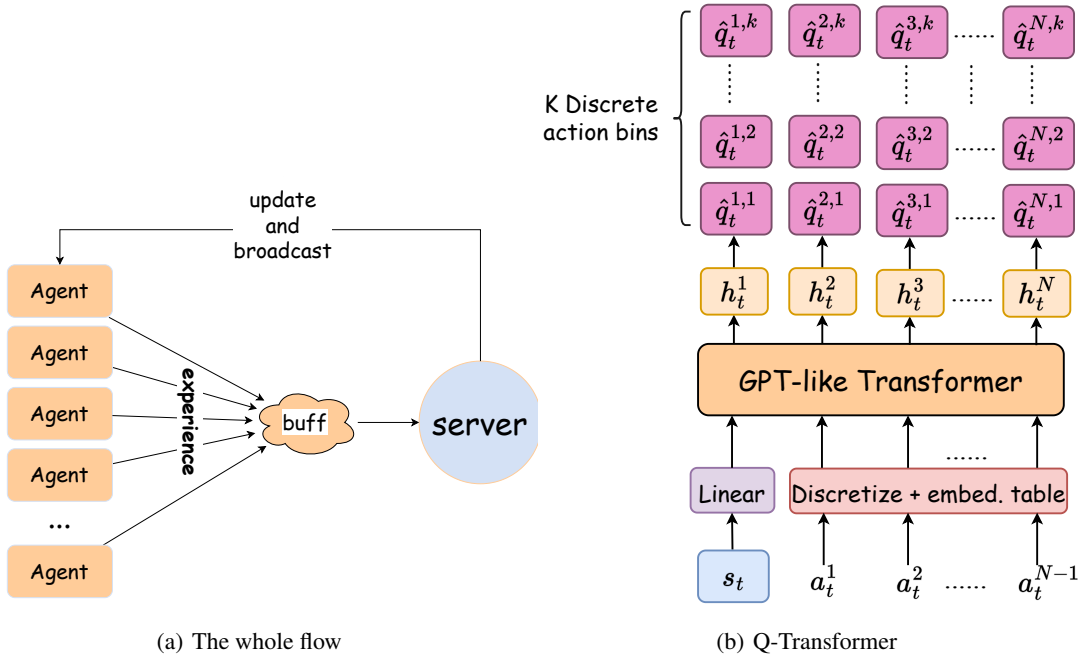 update
and
broadcast
Agent
Agent
Agent
Agent
...
Agent
experience
buff
server
(a) The whole flow
K Discrete
action bins
q̂_t^{1,k} q̂_t^{2,k} q̂_t^{3,k} ...... q̂_t^{N,k}
q̂_t^{1,2} q̂_t^{2,2} q̂_t^{3,2} ...... q̂_t^{N,2}
q̂_t^{1,1} q̂_t^{2,1} q̂_t^{3,1} ...... q̂_t^{N,1}
h_t^1 h_t^2 h_t^3 ...... h_t^N
GPT-like Transformer
......
Linear Discretize + embed. table
s_t a_t^1 a_t^2 ...... a_t^{N-1}
(b) Q-Transformer